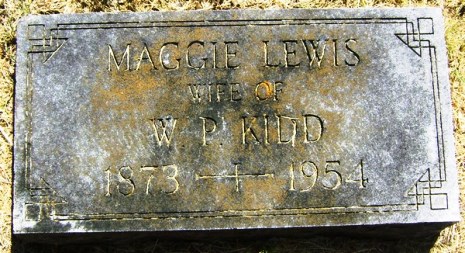 MAGGIE LEWIS
WIFE OF
W. P. KIDD
1873 — 1954